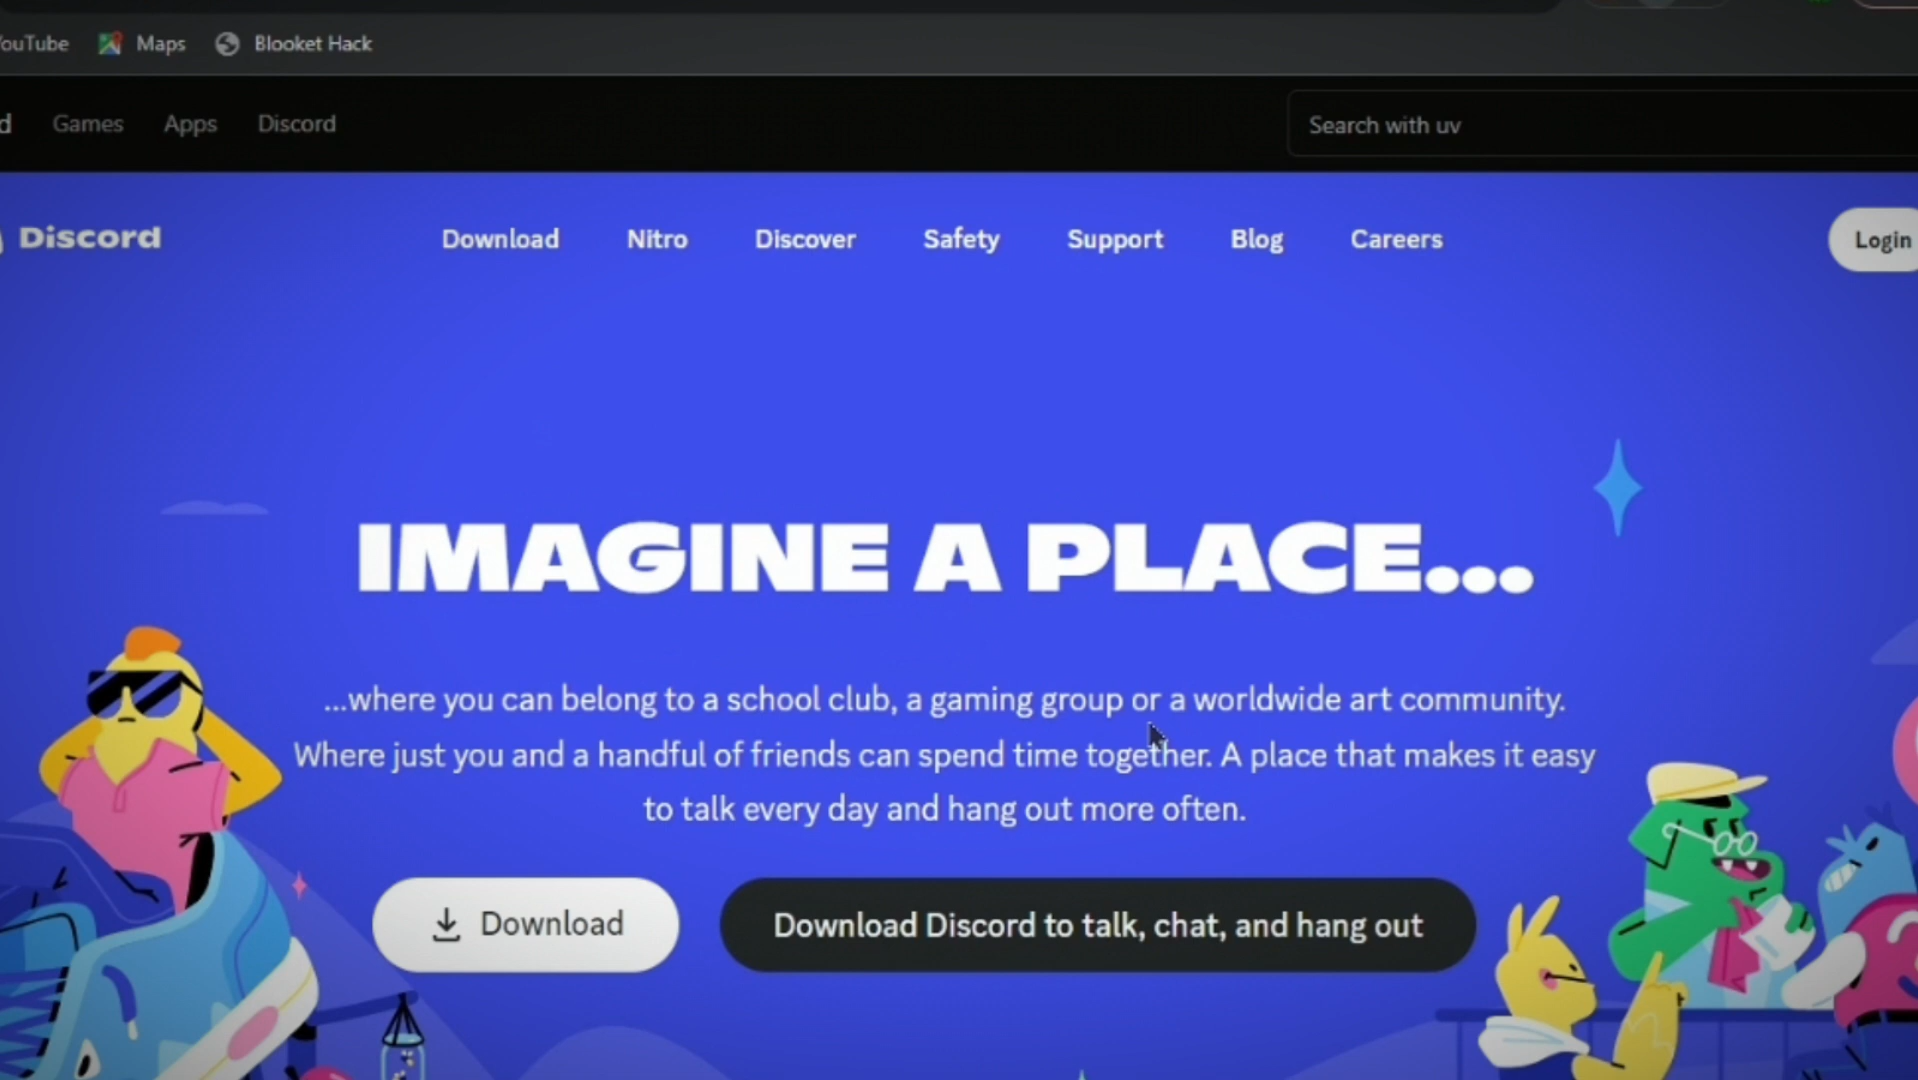 YouTube Maps Blooket Hack
d Games Apps Discord Search with uv
Discord Download Nitro Discover Safety Support Blog Careers Login
IMAGINE A PLACE...
...where you can belong to a school club, a gaming group or a worldwide art community.
Where just you and a handful of friends can spend time together. A place that makes it easy
to talk every day and hang out more often.
Download Download Discord to talk, chat, and hang out